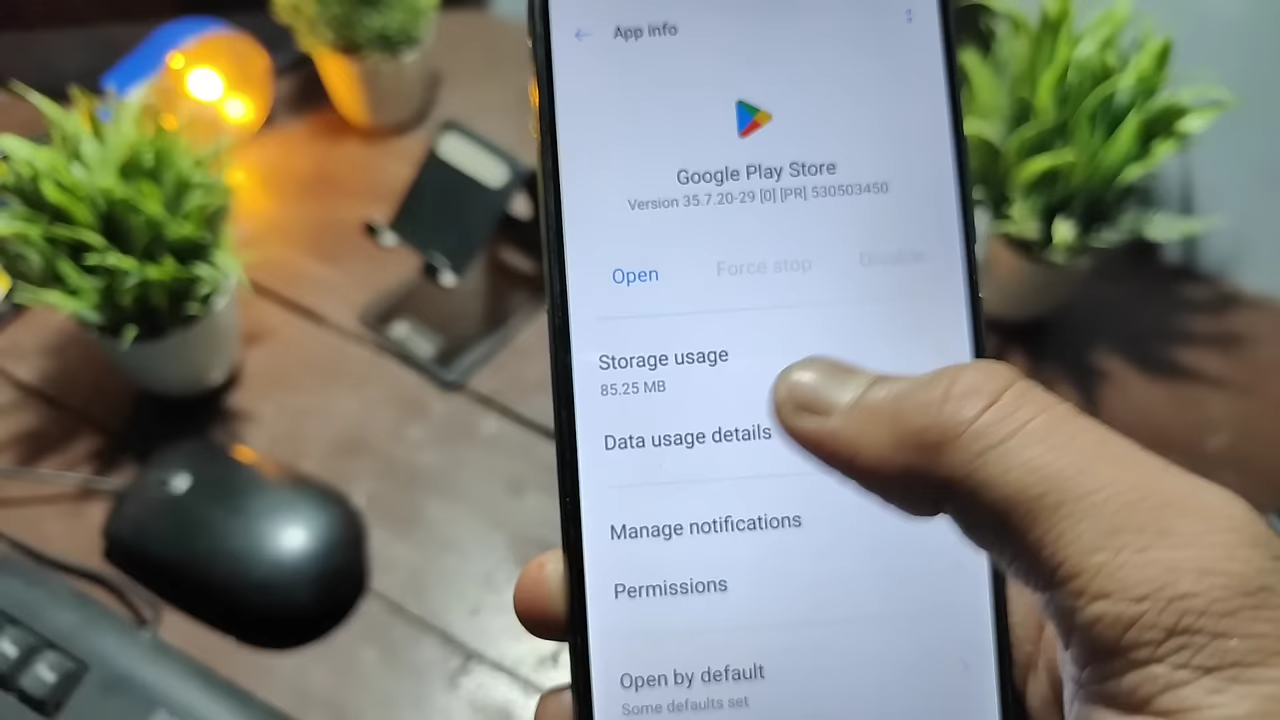 App info
Google Play Store
Version 35.7.20-29 [0] [PR] 530503450
Open
Force stop
Disable
Storage usage
85.25 MB
Data usage details
Manage notifications
Permissions
Open by default
Some defaults set